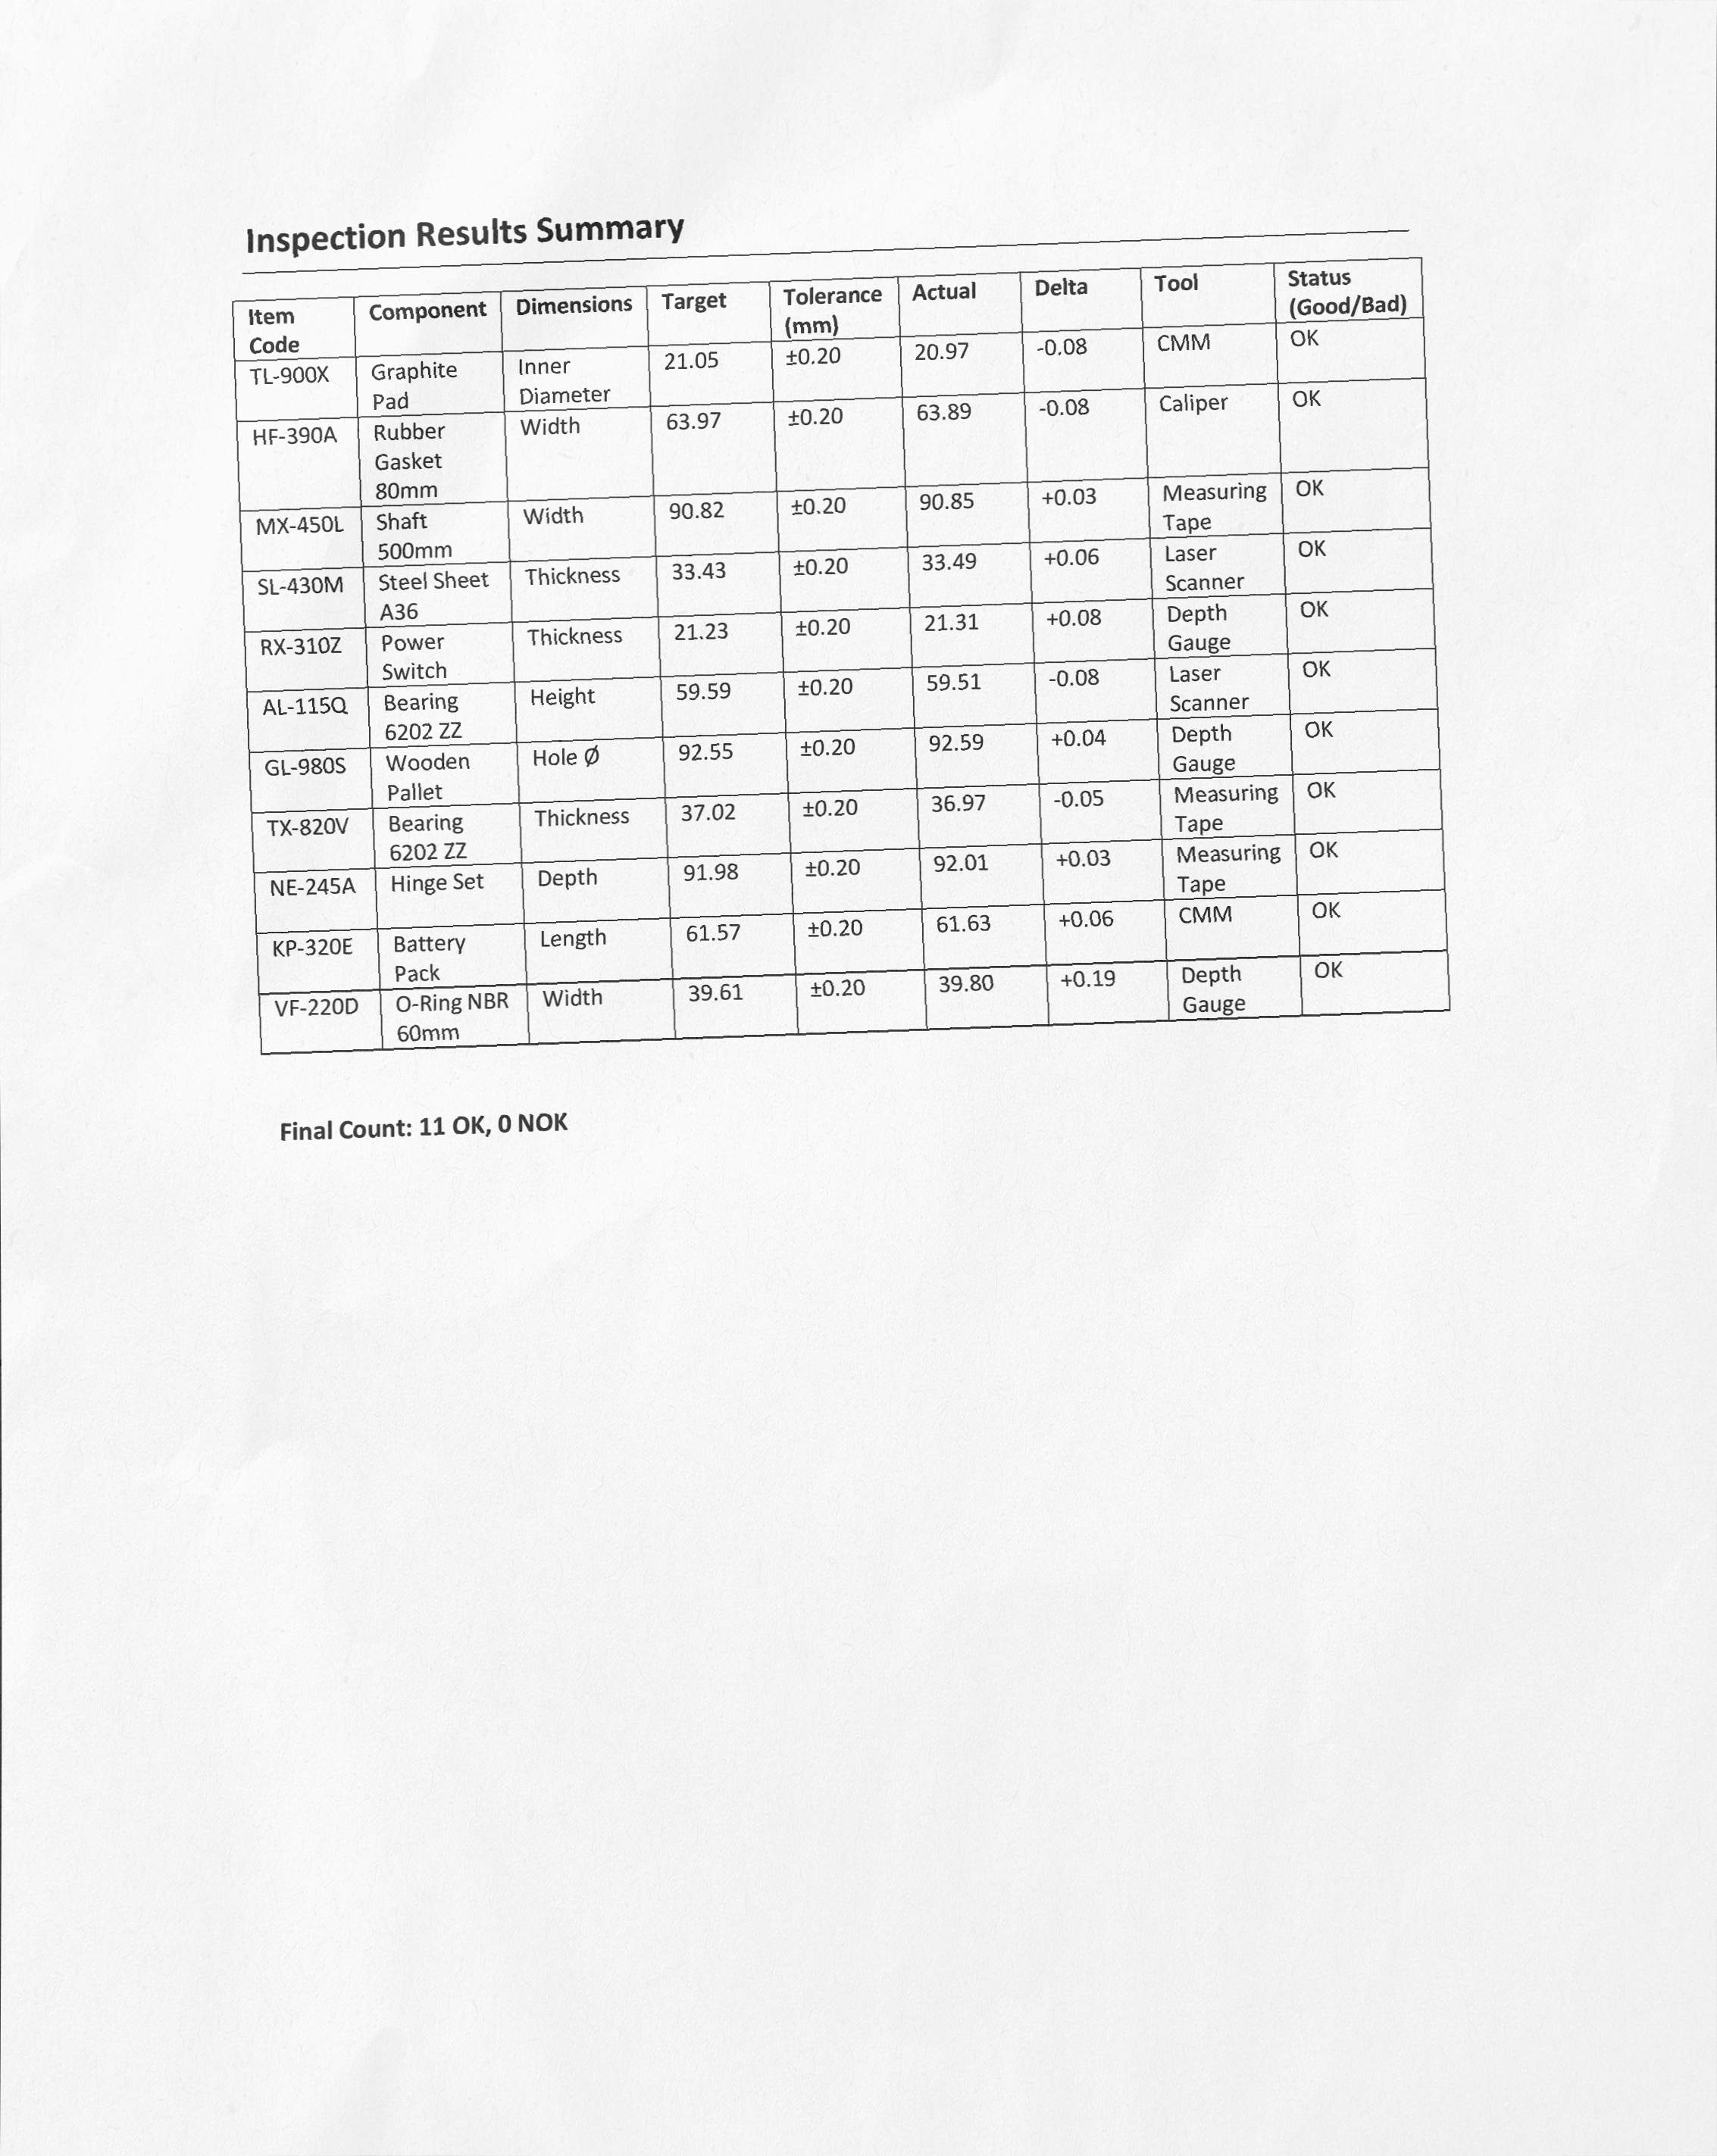 Inspection Results Summary
Item Code | Component | Dimensions | Target | Tolerance (mm) | Actual | Delta | Tool | Status (Good/Bad)
TL-900X | Graphite Pad | Inner Diameter | 21.05 | ±0.20 | 20.97 | -0.08 | CMM | OK
HF-390A | Rubber Gasket 80mm | Width | 63.97 | ±0.20 | 63.89 | -0.08 | Caliper | OK
MX-450L | Shaft 500mm | Width | 90.82 | ±0.20 | 90.85 | +0.03 | Measuring Tape | OK
SL-430M | Steel Sheet A36 | Thickness | 33.43 | ±0.20 | 33.49 | +0.06 | Laser Scanner | OK
RX-310Z | Power Switch | Thickness | 21.23 | ±0.20 | 21.31 | +0.08 | Depth Gauge | OK
AL-115Q | Bearing 6202 ZZ | Height | 59.59 | ±0.20 | 59.51 | -0.08 | Laser Scanner | OK
GL-980S | Wooden Pallet | Hole Ø | 92.55 | ±0.20 | 92.59 | +0.04 | Depth Gauge | OK
TX-820V | Bearing 6202 ZZ | Thickness | 37.02 | ±0.20 | 36.97 | -0.05 | Measuring Tape | OK
NE-245A | Hinge Set | Depth | 91.98 | ±0.20 | 92.01 | +0.03 | Measuring Tape | OK
KP-320E | Battery Pack | Length | 61.57 | ±0.20 | 61.63 | +0.06 | CMM | OK
VF-220D | O-Ring NBR 60mm | Width | 39.61 | ±0.20 | 39.80 | +0.19 | Depth Gauge | OK
Final Count: 11 OK, 0 NOK